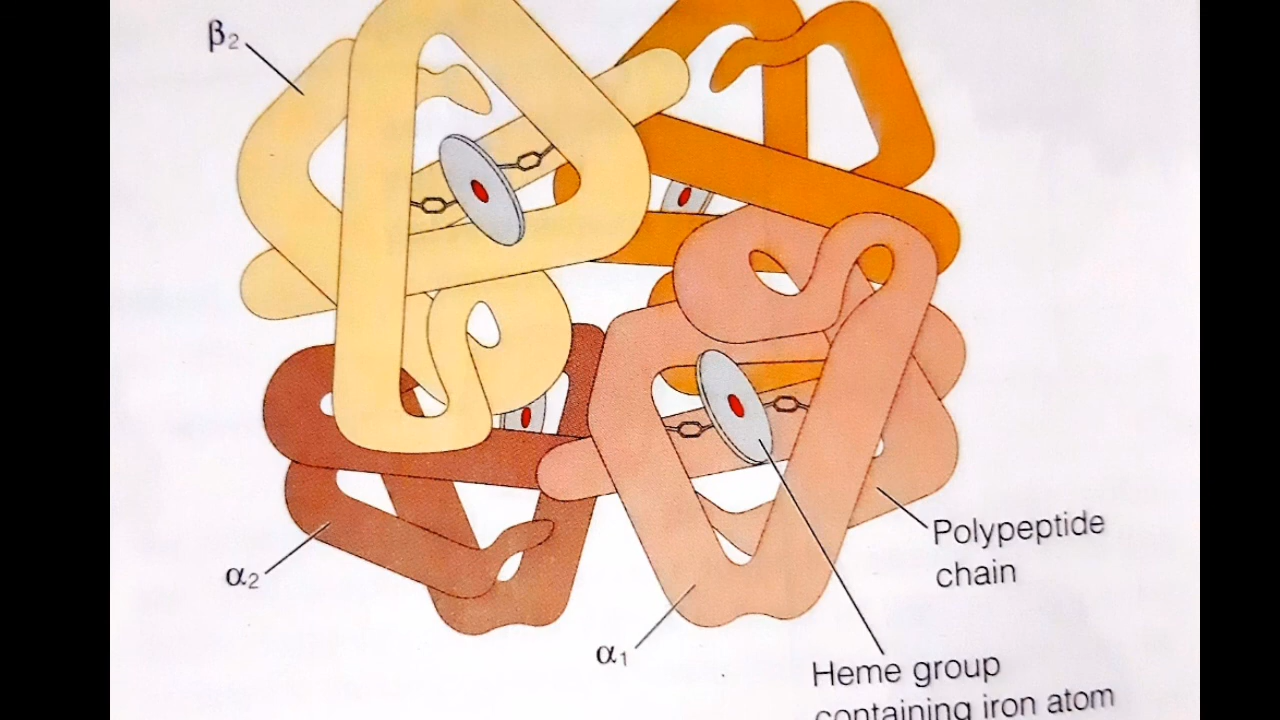 β₂
Polypeptide
chain
α₂
α₁
Heme group
containing iron atom